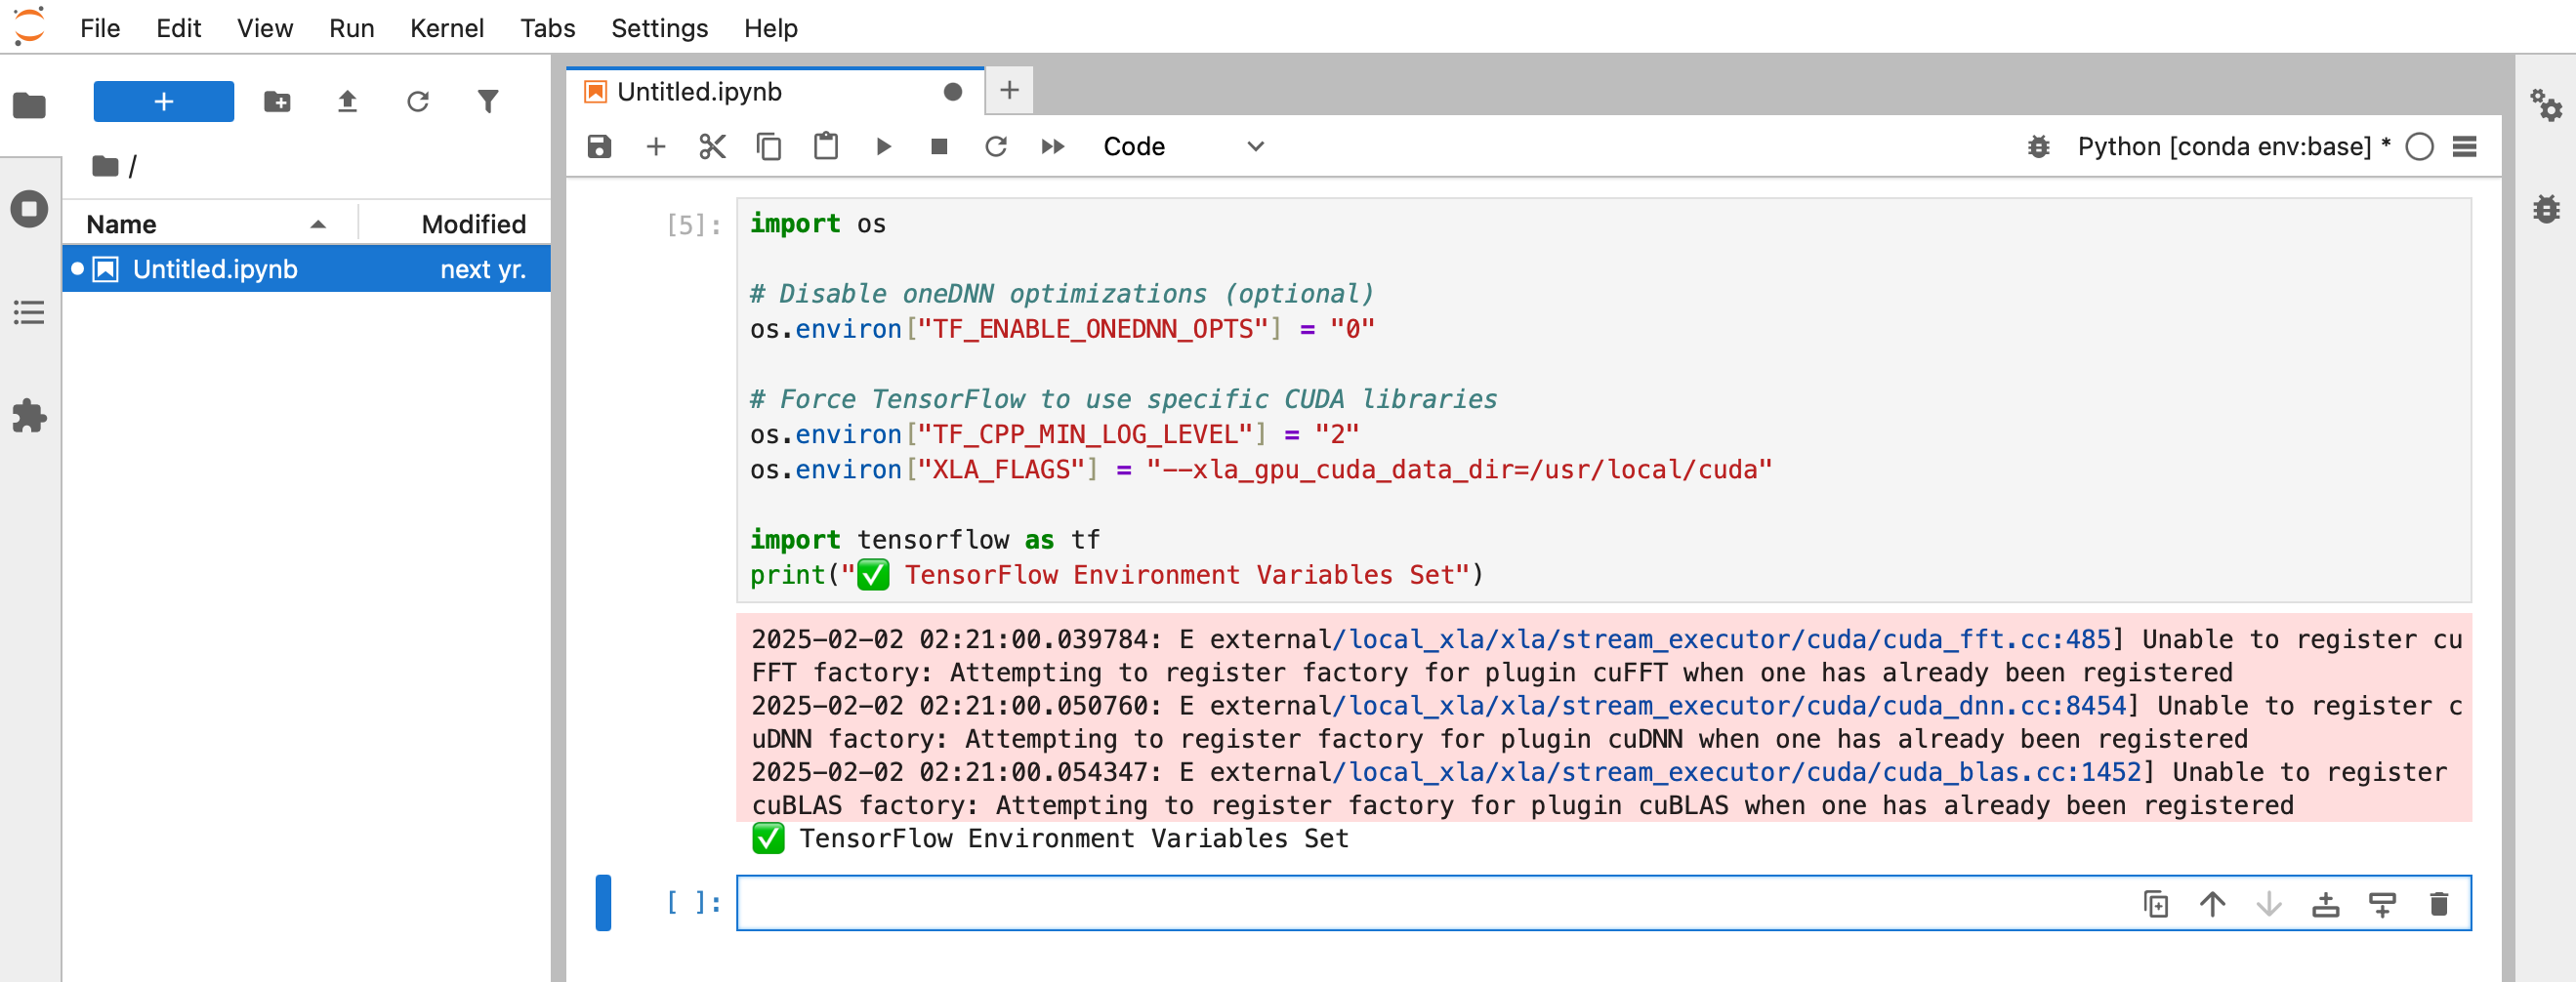 File Edit View Run Kernel Tabs Settings Help
+
/
Name Modified
Untitled.ipynb next yr.
Untitled.ipynb +
Code Python [conda env:base] *
[5]: import os
# Disable oneDNN optimizations (optional)
os.environ["TF_ENABLE_ONEDNN_OPTS"] = "0"
# Force TensorFlow to use specific CUDA libraries
os.environ["TF_CPP_MIN_LOG_LEVEL"] = "2"
os.environ["XLA_FLAGS"] = "--xla_gpu_cuda_data_dir=/usr/local/cuda"
import tensorflow as tf
print("✅ TensorFlow Environment Variables Set")
2025-02-02 02:21:00.039784: E external/local_xla/xla/stream_executor/cuda/cuda_fft.cc:485] Unable to register cu
FFT factory: Attempting to register factory for plugin cuFFT when one has already been registered
2025-02-02 02:21:00.050760: E external/local_xla/xla/stream_executor/cuda/cuda_dnn.cc:8454] Unable to register c
uDNN factory: Attempting to register factory for plugin cuDNN when one has already been registered
2025-02-02 02:21:00.054347: E external/local_xla/xla/stream_executor/cuda/cuda_blas.cc:1452] Unable to register
cuBLAS factory: Attempting to register factory for plugin cuBLAS when one has already been registered
✅ TensorFlow Environment Variables Set
[ ]: